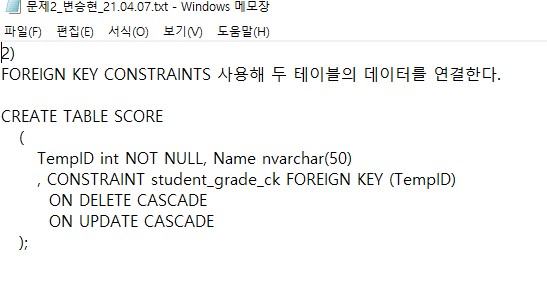 문제2_변승현_21.04.07.txt - Windows 메모장
파일(F) 편집(E) 서식(O) 보기(V) 도움말(H)
2)
FOREIGN KEY CONSTRAINTS 사용해 두 테이블의 데이터를 연결한다.
CREATE TABLE SCORE
(
TempID int NOT NULL, Name nvarchar(50)
, CONSTRAINT student_grade_ck FOREIGN KEY (TempID)
ON DELETE CASCADE
ON UPDATE CASCADE
);